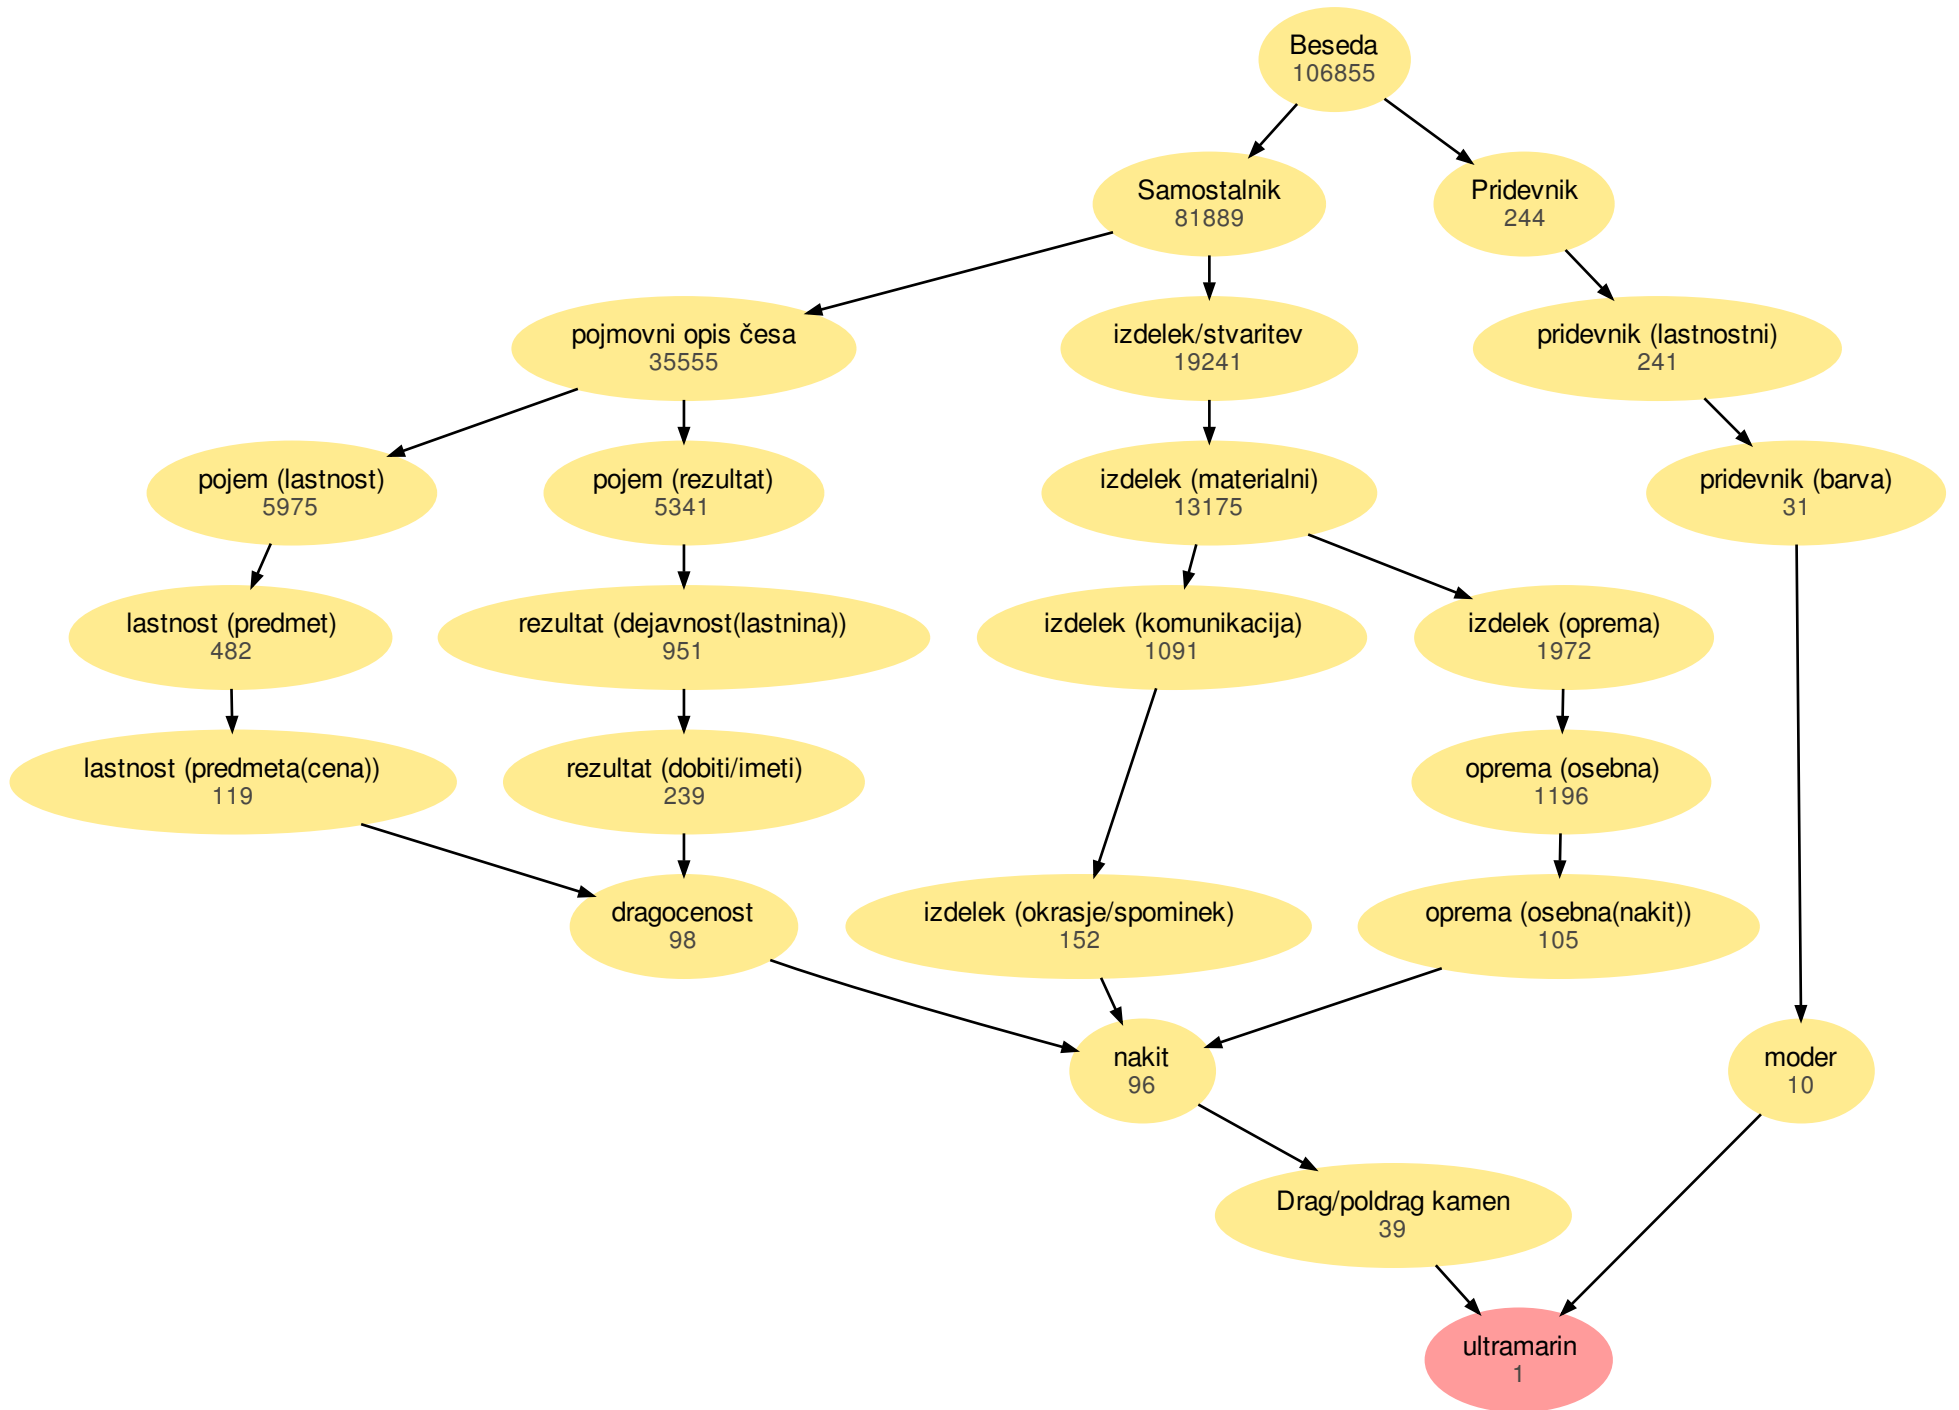 Beseda
106855
Samostalnik
81889
Pridevnik
244
pojmovni opis česa
35555
izdelek/stvaritev
19241
pridevnik (lastnostni)
241
pojem (lastnost)
5975
pojem (rezultat)
5341
izdelek (materialni)
13175
pridevnik (barva)
31
lastnost (predmet)
482
rezultat (dejavnost(lastnina))
951
izdelek (komunikacija)
1091
izdelek (oprema)
1972
lastnost (predmeta(cena))
119
rezultat (dobiti/imeti)
239
oprema (osebna)
1196
dragocenost
98
izdelek (okrasje/spominek)
152
oprema (osebna(nakit))
105
nakit
96
moder
10
Drag/poldrag kamen
39
ultramarin
1